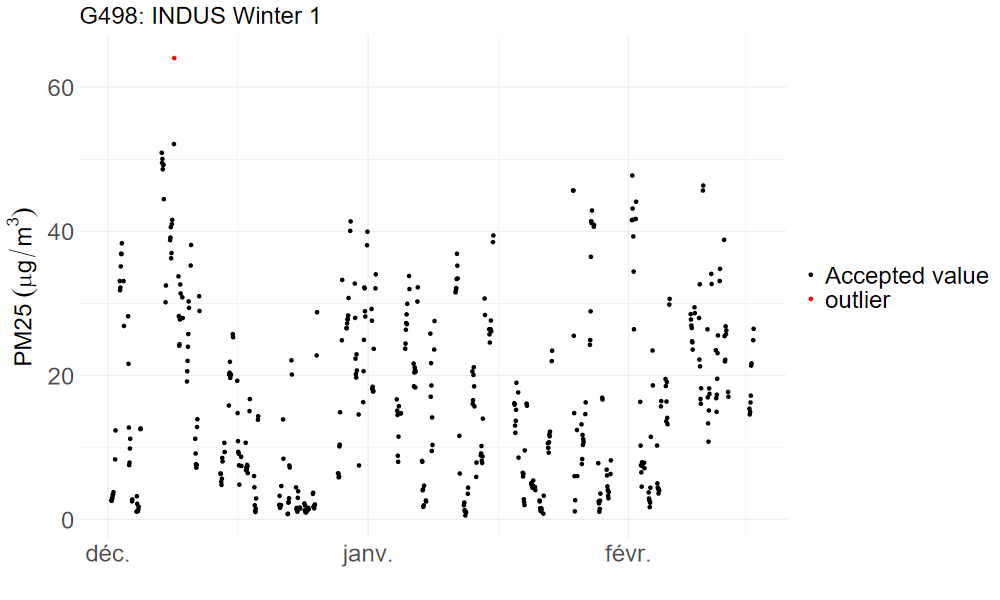 G498: INDUS Winter 1
PM25 (μg/m³)
60
40
20
0
déc.
janv.
févr.
Accepted value
outlier